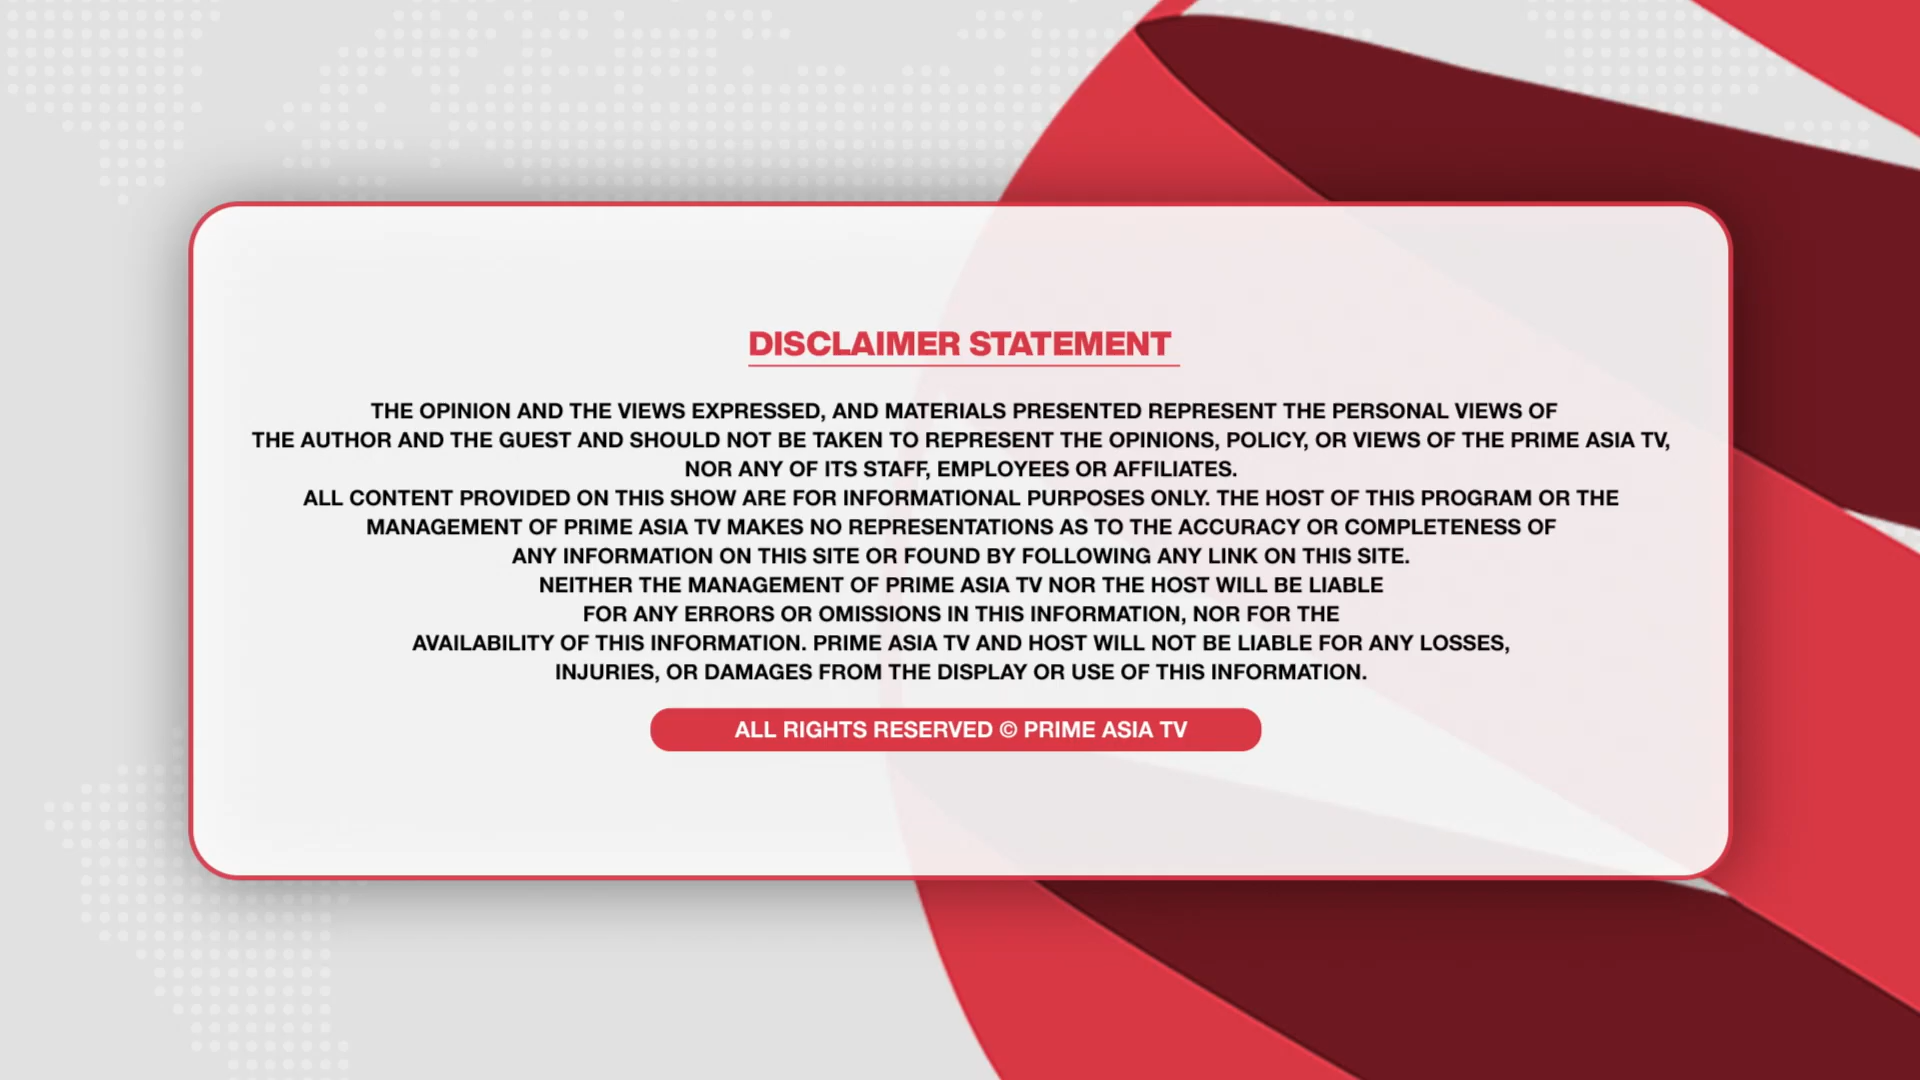 DISCLAIMER STATEMENT
THE OPINION AND THE VIEWS EXPRESSED, AND MATERIALS PRESENTED REPRESENT THE PERSONAL VIEWS OF
THE AUTHOR AND THE GUEST AND SHOULD NOT BE TAKEN TO REPRESENT THE OPINIONS, POLICY, OR VIEWS OF THE PRIME ASIA TV,
NOR ANY OF ITS STAFF, EMPLOYEES OR AFFILIATES.
ALL CONTENT PROVIDED ON THIS SHOW ARE FOR INFORMATIONAL PURPOSES ONLY. THE HOST OF THIS PROGRAM OR THE
MANAGEMENT OF PRIME ASIA TV MAKES NO REPRESENTATIONS AS TO THE ACCURACY OR COMPLETENESS OF
ANY INFORMATION ON THIS SITE OR FOUND BY FOLLOWING ANY LINK ON THIS SITE.
NEITHER THE MANAGEMENT OF PRIME ASIA TV NOR THE HOST WILL BE LIABLE
FOR ANY ERRORS OR OMISSIONS IN THIS INFORMATION, NOR FOR THE
AVAILABILITY OF THIS INFORMATION. PRIME ASIA TV AND HOST WILL NOT BE LIABLE FOR ANY LOSSES,
INJURIES, OR DAMAGES FROM THE DISPLAY OR USE OF THIS INFORMATION.
ALL RIGHTS RESERVED © PRIME ASIA TV